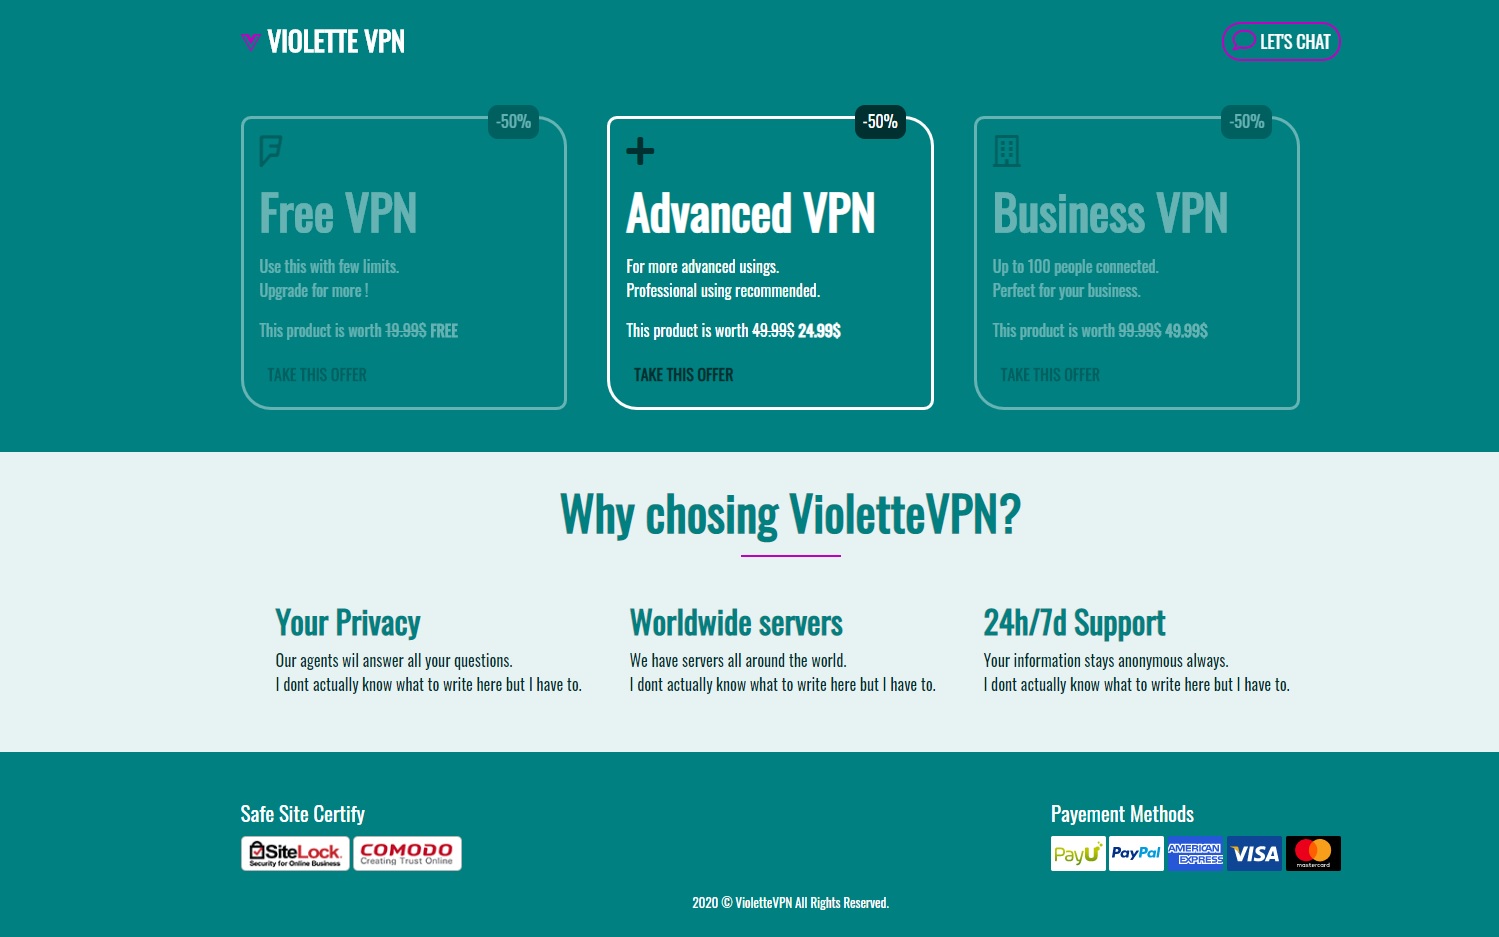 VIOLETTE VPN
LET'S CHAT
-50%
Free VPN
Use this with few limits.
Upgrade for more !
This product is worth 19.99$ FREE
TAKE THIS OFFER
-50%
Advanced VPN
For more advanced usings.
Professional using recommended.
This product is worth 49.99$ 24.99$
TAKE THIS OFFER
-50%
Business VPN
Up to 100 people connected.
Perfect for your business.
This product is worth 99.99$ 49.99$
TAKE THIS OFFER
Why chosing VioletteVPN?
Your Privacy
Our agents wil answer all your questions.
I dont actually know what to write here but I have to.
Worldwide servers
We have servers all around the world.
I dont actually know what to write here but I have to.
24h/7d Support
Your information stays anonymous always.
I dont actually know what to write here but I have to.
Safe Site Certify
SiteLock
Security for Online Business
COMODO
Creating Trust Online
Payement Methods
PayU
PayPal
AMERICAN
EXPRESS
VISA
mastercard
2020 © VioletteVPN All Rights Reserved.